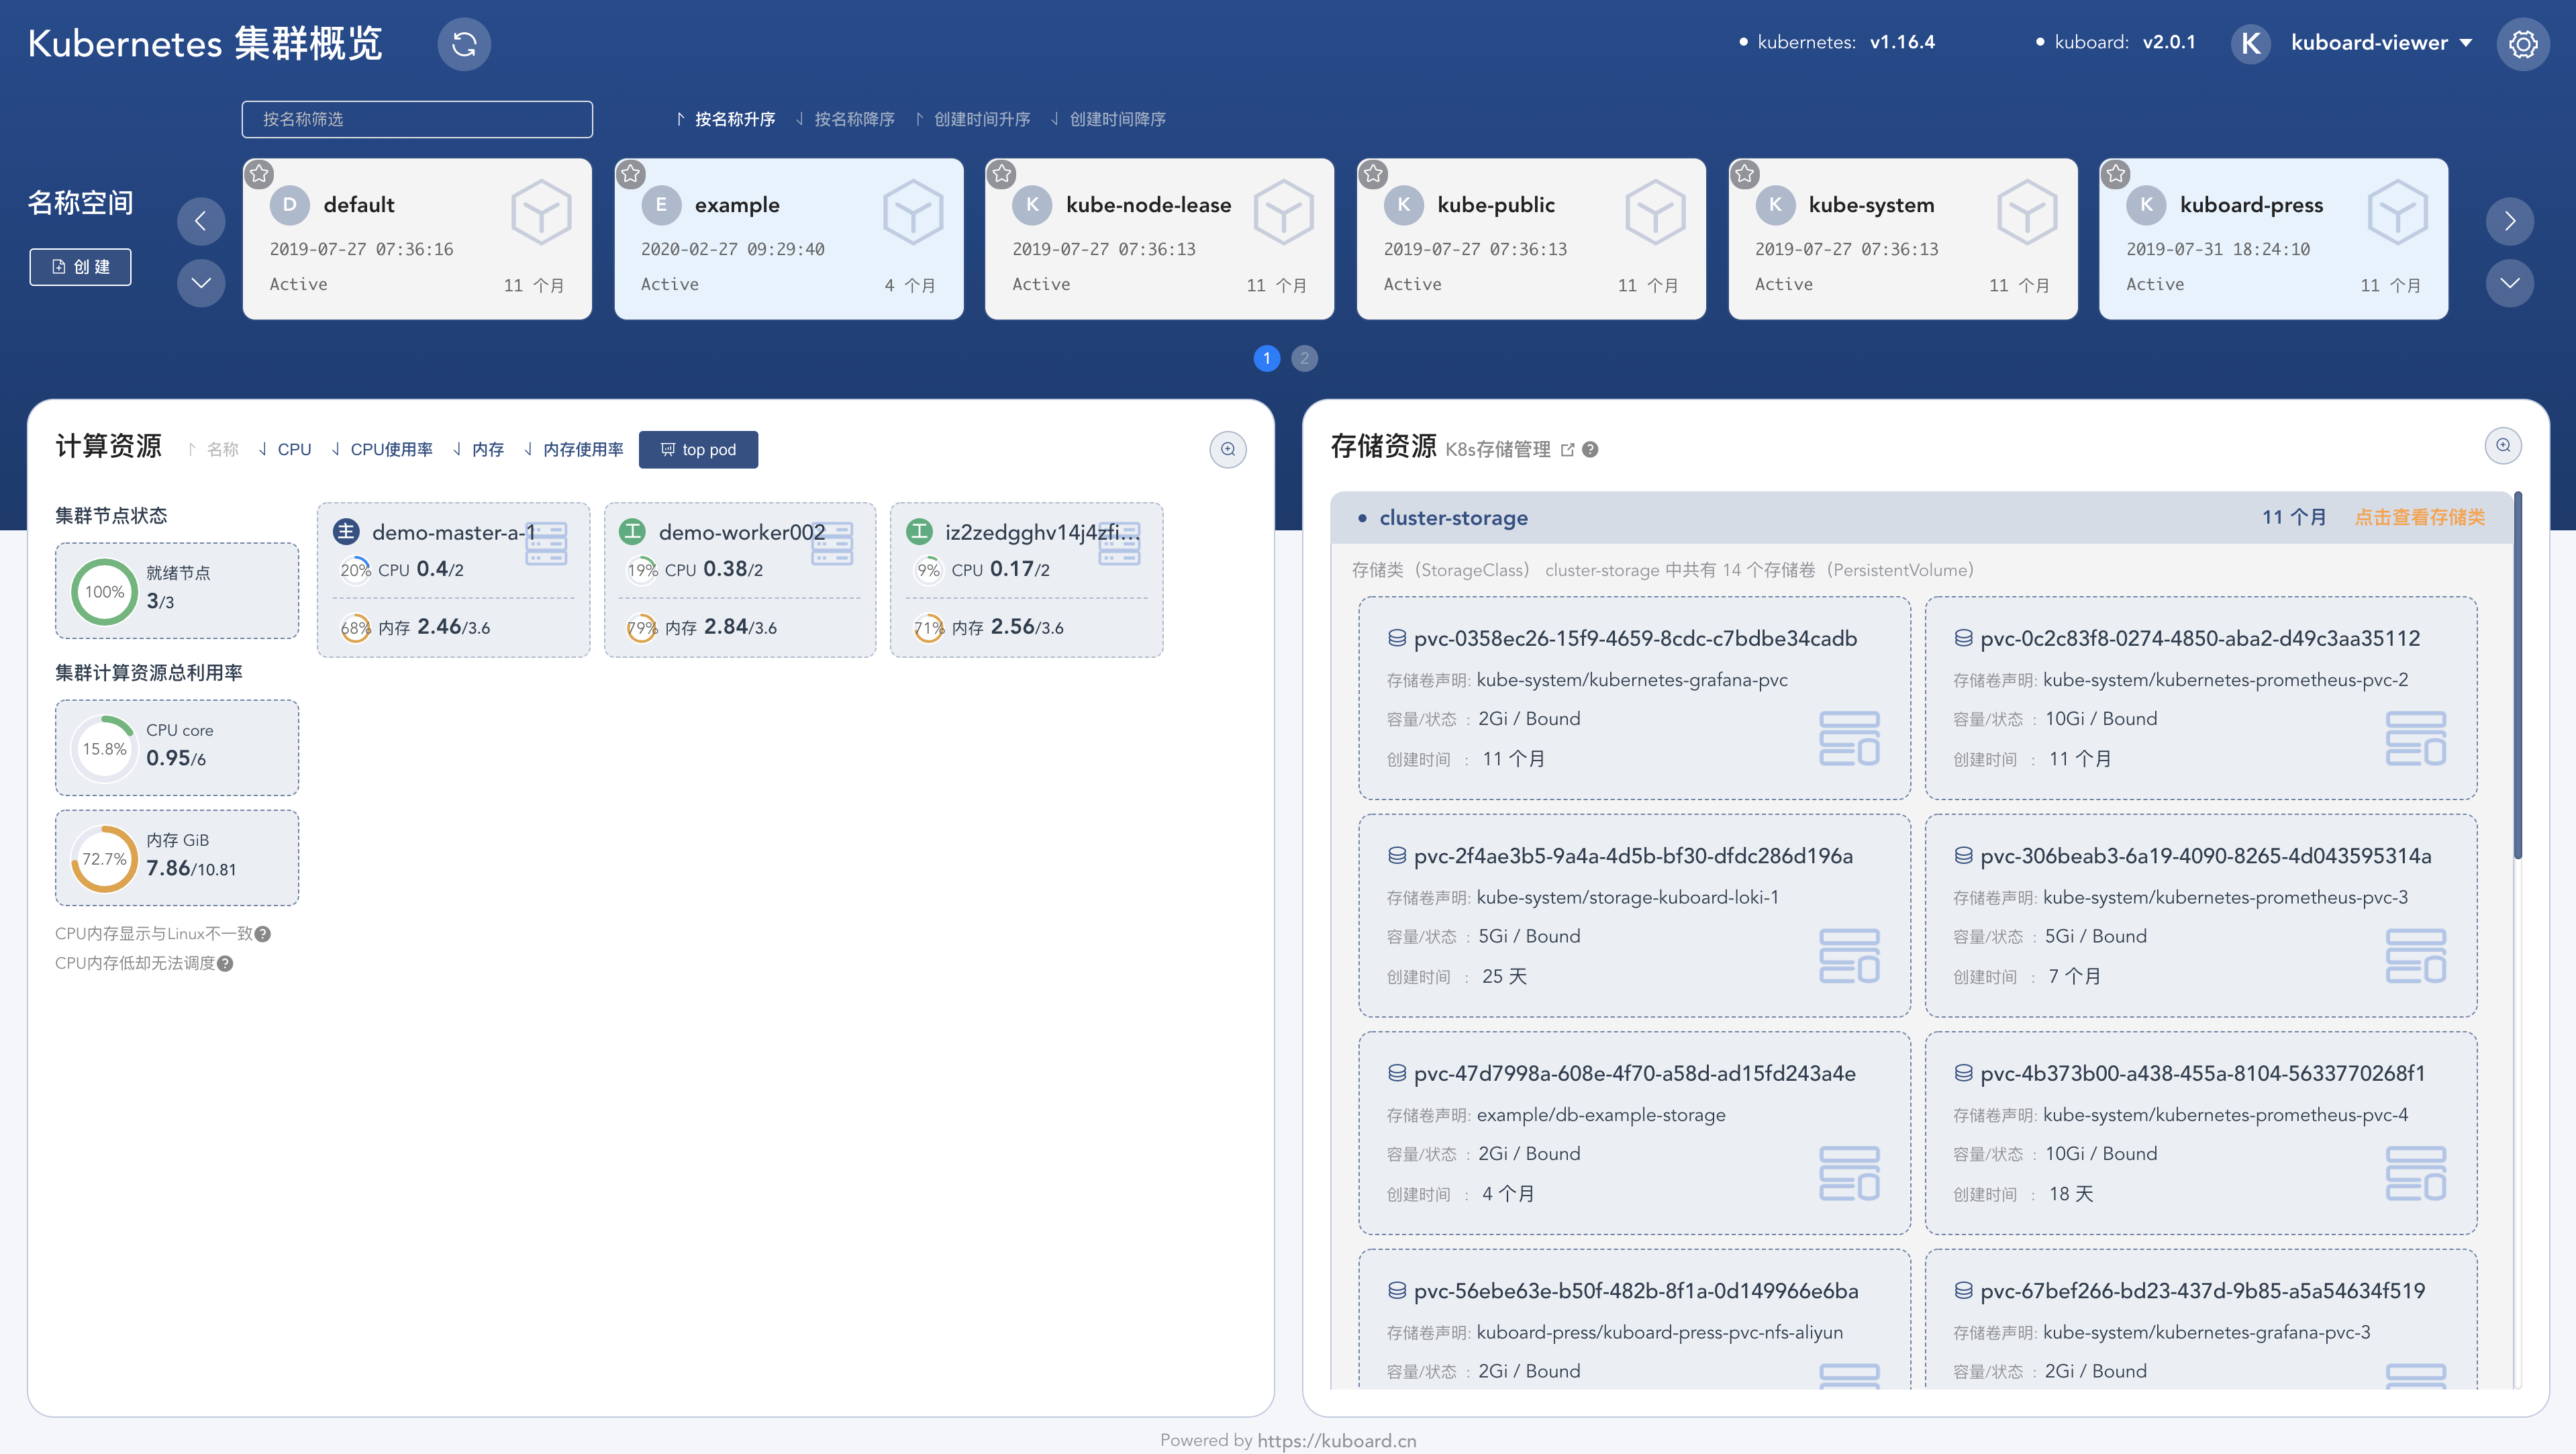 Kubernetes 集群概览
kubernetes: v1.16.4
kuboard: v2.0.1
K kuboard-viewer
按名称筛选
按名称升序 按名称降序 创建时间升序 创建时间降序
名称空间
创建
D default
2019-07-27 07:36:16
Active 11 个月
E example
2020-02-27 09:29:40
Active 4 个月
K kube-node-lease
2019-07-27 07:36:13
Active 11 个月
K kube-public
2019-07-27 07:36:13
Active 11 个月
K kube-system
2019-07-27 07:36:13
Active 11 个月
K kuboard-press
2019-07-31 18:24:10
Active 11 个月
1 2
计算资源 名称 CPU CPU使用率 内存 内存使用率 top pod
集群节点状态
100% 就绪节点
3/3
集群计算资源总利用率
15.8% CPU core
0.95/6
72.7% 内存 GiB
7.86/10.81
CPU内存显示与Linux不一致?
CPU内存低却无法调度?
主 demo-master-a-1
20% CPU 0.4/2
68% 内存 2.46/3.6
工 demo-worker002
19% CPU 0.38/2
79% 内存 2.84/3.6
工 iz2zedgghv14j4zfi...
9% CPU 0.17/2
71% 内存 2.56/3.6
存储资源 K8s存储管理 ?
cluster-storage 11 个月 点击查看存储类
存储类（StorageClass） cluster-storage 中共有 14 个存储卷（PersistentVolume）
pvc-0358ec26-15f9-4659-8cdc-c7bdbe34cadb
存储卷声明: kube-system/kubernetes-grafana-pvc
容量/状态 : 2Gi / Bound
创建时间 : 11 个月
pvc-0c2c83f8-0274-4850-aba2-d49c3aa35112
存储卷声明: kube-system/kubernetes-prometheus-pvc-2
容量/状态 : 10Gi / Bound
创建时间 : 11 个月
pvc-2f4ae3b5-9a4a-4d5b-bf30-dfdc286d196a
存储卷声明: kube-system/storage-kuboard-loki-1
容量/状态 : 5Gi / Bound
创建时间 : 25 天
pvc-306beab3-6a19-4090-8265-4d043595314a
存储卷声明: kube-system/kubernetes-prometheus-pvc-3
容量/状态 : 5Gi / Bound
创建时间 : 7 个月
pvc-47d7998a-608e-4f70-a58d-ad15fd243a4e
存储卷声明: example/db-example-storage
容量/状态 : 2Gi / Bound
创建时间 : 4 个月
pvc-4b373b00-a438-455a-8104-5633770268f1
存储卷声明: kube-system/kubernetes-prometheus-pvc-4
容量/状态 : 10Gi / Bound
创建时间 : 18 天
pvc-56ebe63e-b50f-482b-8f1a-0d149966e6ba
存储卷声明: kuboard-press/kuboard-press-pvc-nfs-aliyun
容量/状态 : 2Gi / Bound
pvc-67bef266-bd23-437d-9b85-a5a54634f519
存储卷声明: kube-system/kubernetes-grafana-pvc-3
容量/状态 : 2Gi / Bound
Powered by https://kuboard.cn